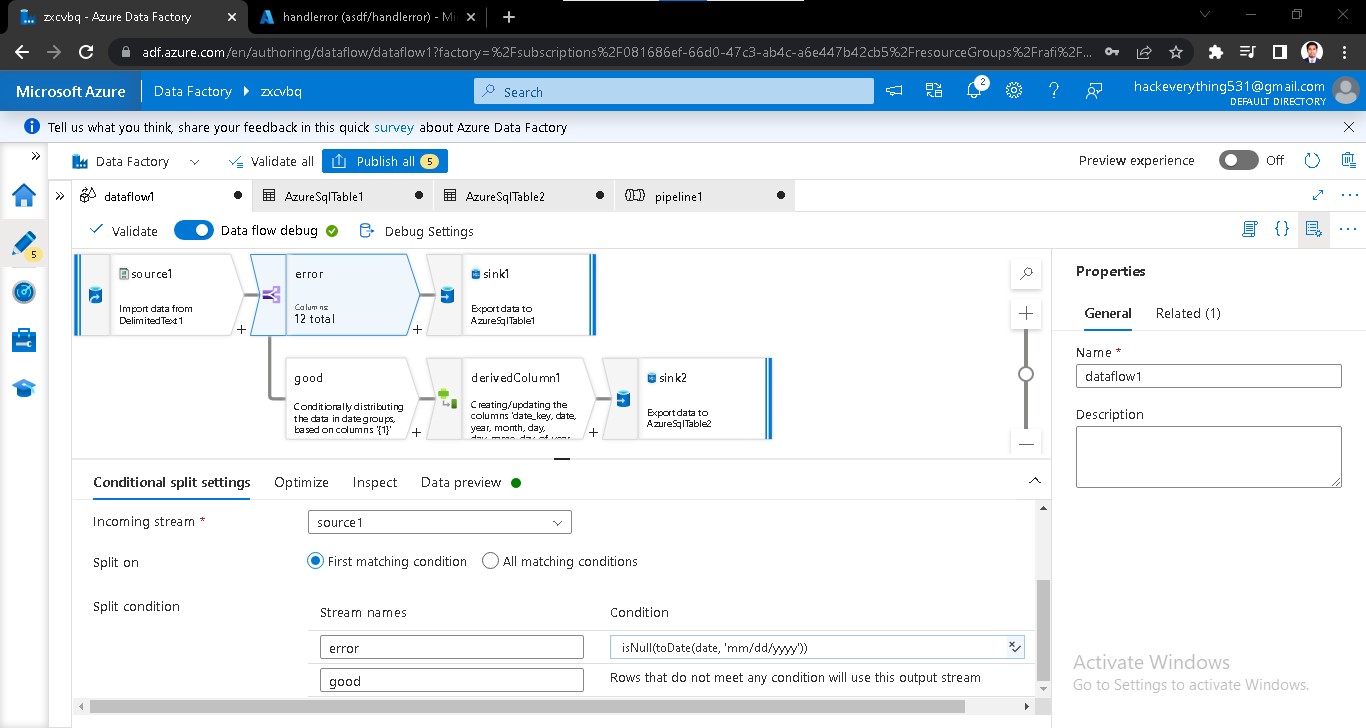 zxcvbq - Azure Data Factory
handlerror (asdf/handlerror) - Mi
adf.azure.com/en/authoring/dataflow/dataflow1?factory=%2Fsubscriptions%2F081686ef-66d0-47c3-ab4c-a6e447b42cb5%2FresourceGroups%2Frafi%2F...
Microsoft Azure
Data Factory
zxcvbq
Search
2
hackeverything531@gmail.com
DEFAULT DIRECTORY
Tell us what you think, share your feedback in this quick survey about Azure Data Factory
Data Factory
Validate all
Publish all 5
Preview experience
Off
5
dataflow1
AzureSqlTable1
AzureSqlTable2
pipeline1
Validate
Data flow debug
Debug Settings
source1
Import data from
DelimitedText1
error
Columns:
12 total
sink1
Export data to
AzureSqlTable1
good
Conditionally distributing
the data in date groups,
based on columns '{1}'
derivedColumn1
Creating/updating the
columns 'date_key, date,
year, month, day,
day_name, day_of_year
sink2
Export data to
AzureSqlTable2
Conditional split settings
Optimize
Inspect
Data preview
Incoming stream *
source1
Split on
First matching condition
All matching conditions
Split condition
Stream names
Condition
error
isNull(toDate(date, 'mm/dd/yyyy'))
good
Rows that do not meet any condition will use this output stream
Properties
General
Related (1)
Name *
dataflow1
Description
Activate Windows
Go to Settings to activate Windows.